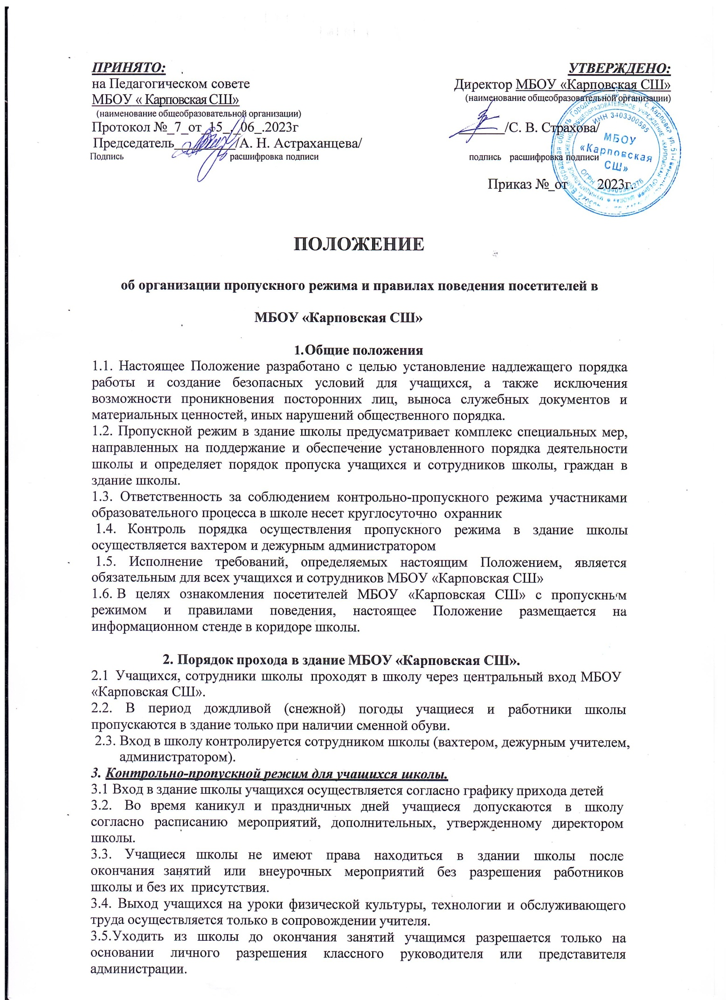 ПРИНЯТО:
на Педагогическом совете
МБОУ « Карповская СШ»
(наименование общеобразовательной организации)
Протокол №_7_от_15_._06_.2023г
Председатель_________/А. Н. Астраханцева/
Подпись расшифровка подписи
УТВЕРЖДЕНО:
Директор МБОУ «Карповская СШ»
(наименование общеобразовательной организации)
_______/С. В. Страхова/
подпись расшифровка подписи
Приказ №_от 2023г.
ИНН 3403300595
МБОУ
«Карповская
СШ»
ОГРН
ПОЛОЖЕНИЕ
об организации пропускного режима и правилах поведения посетителей в
МБОУ «Карповская СШ»
1.Общие положения
1.1. Настоящее Положение разработано с целью установление надлежащего порядка
работы и создание безопасных условий для учащихся, а также исключения
возможности проникновения посторонних лиц, выноса служебных документов и
материальных ценностей, иных нарушений общественного порядка.
1.2. Пропускной режим в здание школы предусматривает комплекс специальных мер,
направленных на поддержание и обеспечение установленного порядка деятельности
школы и определяет порядок пропуска учащихся и сотрудников школы, граждан в
здание школы.
1.3. Ответственность за соблюдением контрольно-пропускного режима участниками
образовательного процесса в школе несет круглосуточно охранник
1.4. Контроль порядка осуществления пропускного режима в здание школы
осуществляется вахтером и дежурным администратором
1.5. Исполнение требований, определяемых настоящим Положением, является
обязательным для всех учащихся и сотрудников МБОУ «Карповская СШ»
1.6. В целях ознакомления посетителей МБОУ «Карповская СШ» с пропускным
режимом и правилами поведения, настоящее Положение размещается на
информационном стенде в коридоре школы.
2. Порядок прохода в здание МБОУ «Карповская СШ».
2.1 Учащихся, сотрудники школы проходят в школу через центральный вход МБОУ
«Карповская СШ».
2.2. В период дождливой (снежной) погоды учащиеся и работники школы
пропускаются в здание только при наличии сменной обуви.
2.3. Вход в школу контролируется сотрудником школы (вахтером, дежурным учителем,
администратором).
3. Контрольно-пропускной режим для учащихся школы.
3.1 Вход в здание школы учащихся осуществляется согласно графику прихода детей
3.2. Во время каникул и праздничных дней учащиеся допускаются в школу
согласно расписанию мероприятий, дополнительных, утвержденному директором
школы.
3.3. Учащиеся школы не имеют права находиться в здании школы после
окончания занятий или внеурочных мероприятий без разрешения работников
школы и без их присутствия.
3.4. Выход учащихся на уроки физической культуры, технологии и обслуживающего
труда осуществляется только в сопровождении учителя.
3.5.Уходить из школы до окончания занятий учащимся разрешается только на
основании личного разрешения классного руководителя или представителя
администрации.